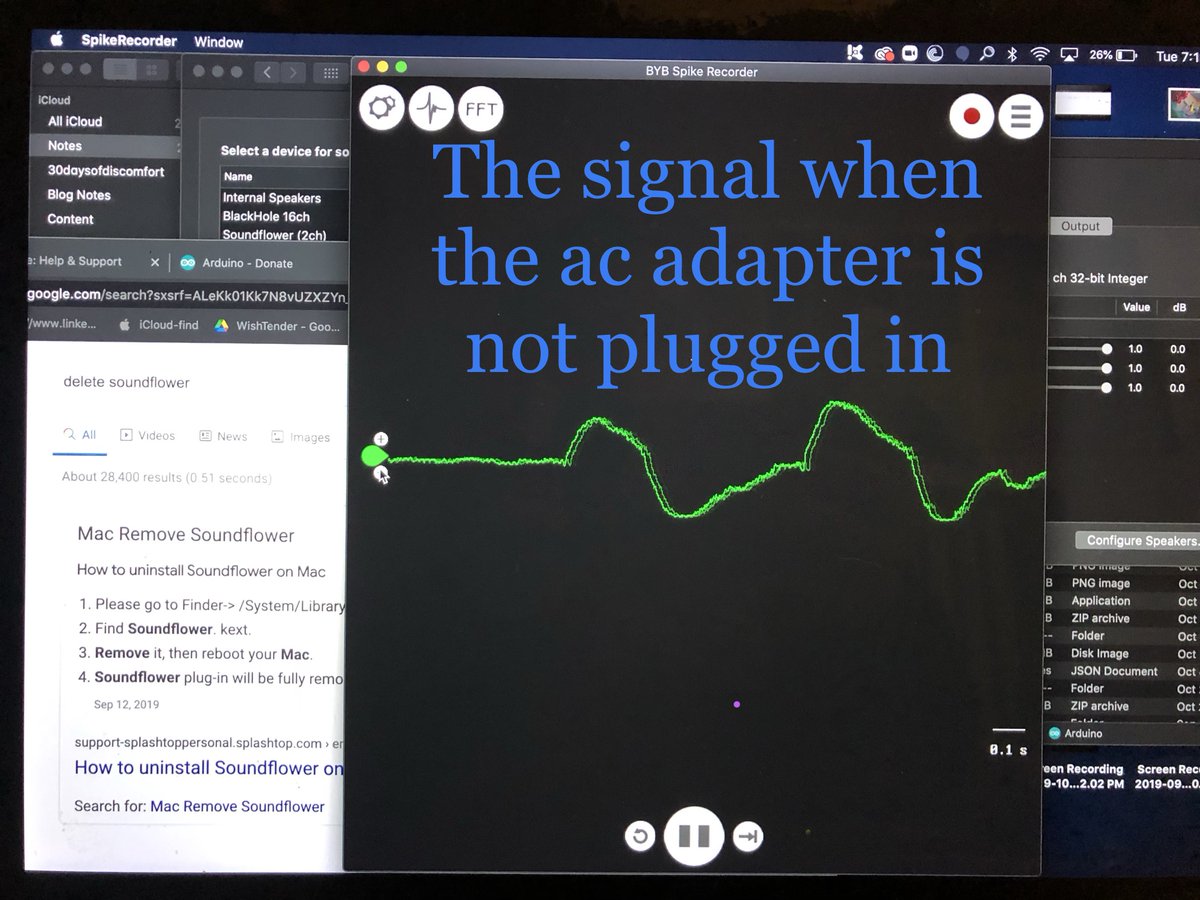 SpikeRecorder Window
26% Tue 7:1
BYB Spike Recorder
iCloud
All iCloud
Notes
30daysofdiscomfort
Blog Notes
Content
Select a device for so
Name
Internal Speakers
BlackHole 16ch
Soundflower (2ch)
e: Help & Support
Arduino - Donate
google.com/search?sxsrf=ALeKk01Kk7N8vUZXZYn
/www.linke...
iCloud-find
WishTender - Goo...
delete soundflower
All
Videos
News
Images
About 28,400 results (0.51 seconds)
Mac Remove Soundflower
How to uninstall Soundflower on Mac
1. Please go to Finder-> /System/Library
2. Find Soundflower. kext.
3. Remove it, then reboot your Mac.
4. Soundflower plug-in will be fully remo
Sep 12, 2019
support-splashtoppersonal.splashtop.com › er
How to uninstall Soundflower on
Search for: Mac Remove Soundflower
FFT
The signal when
the ac adapter is
not plugged in
0.1 s
Output
ch 32-bit Integer
Value dB
1.0 0.0
1.0 0.0
1.0 0.0
Configure Speakers.
PNG image Oct
B PNG image Oct
B Application Oct
B ZIP archive Oct
-- Folder Oct
B Disk Image Oct
s JSON Document Oct
-- Folder Oct
B ZIP archive Oct
Arduino
een Recording Screen Rec
9-10...2.02 PM 2019-09...0.